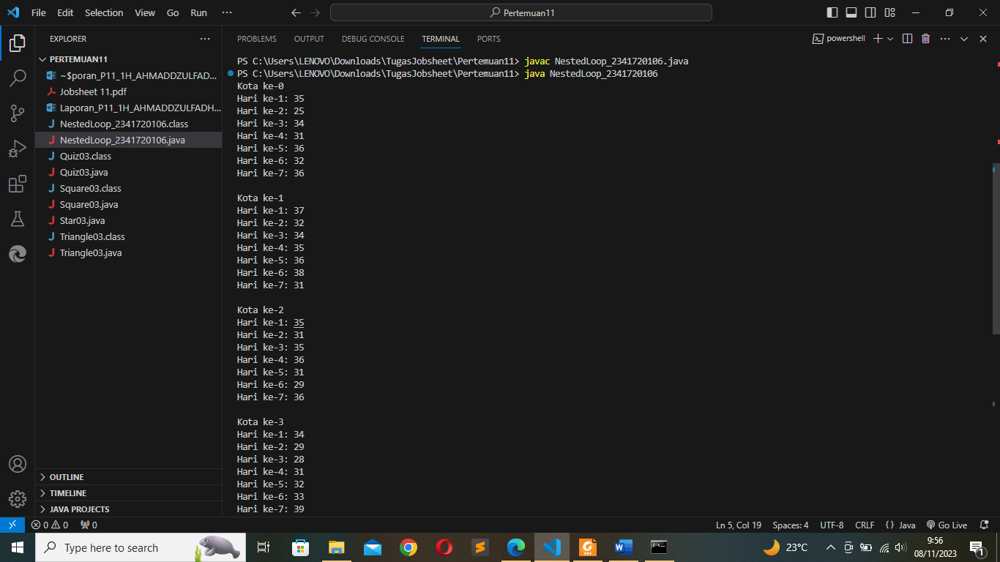 File Edit Selection View Go Run ··· Pertemuan11
EXPLORER ···
PERTEMUAN11
~$poran_P11_1H_AHMADDZULFAD...
Jobsheet 11.pdf
Laporan_P11_1H_AHMADDZULFADH...
J NestedLoop_2341720106.class
J NestedLoop_2341720106.java
J Quiz03.class
J Quiz03.java
J Square03.class
J Square03.java
J Star03.java
J Triangle03.class
J Triangle03.java
OUTLINE
TIMELINE
JAVA PROJECTS
PROBLEMS OUTPUT DEBUG CONSOLE TERMINAL PORTS powershell
PS C:\Users\LENOVO\Downloads\TugasJobsheet\Pertemuan11> javac NestedLoop_2341720106.java
PS C:\Users\LENOVO\Downloads\TugasJobsheet\Pertemuan11> java NestedLoop_2341720106
Kota ke-0
Hari ke-1: 35
Hari ke-2: 25
Hari ke-3: 34
Hari ke-4: 31
Hari ke-5: 36
Hari ke-6: 32
Hari ke-7: 36
Kota ke-1
Hari ke-1: 37
Hari ke-2: 32
Hari ke-3: 34
Hari ke-4: 35
Hari ke-5: 36
Hari ke-6: 38
Hari ke-7: 31
Kota ke-2
Hari ke-1: 35
Hari ke-2: 31
Hari ke-3: 35
Hari ke-4: 36
Hari ke-5: 31
Hari ke-6: 29
Hari ke-7: 36
Kota ke-3
Hari ke-1: 34
Hari ke-2: 29
Hari ke-3: 28
Hari ke-4: 31
Hari ke-5: 32
Hari ke-6: 33
Hari ke-7: 39
0 0 0 Ln 5, Col 19 Spaces: 4 UTF-8 CRLF {} Java Go Live
Type here to search 23°C 9:56
08/11/2023 1